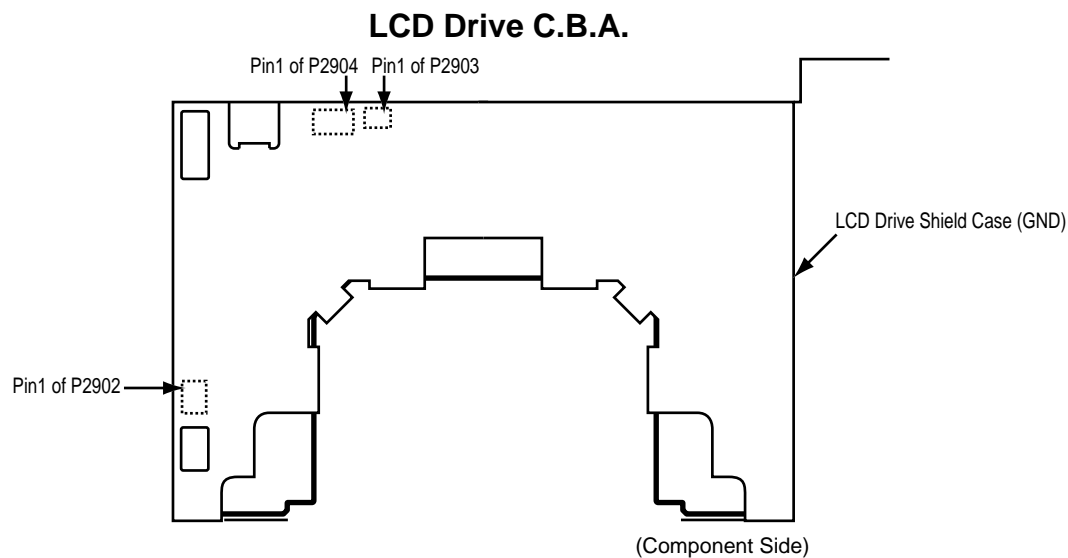 LCD Drive C.B.A.
Pin1 of P2904 Pin1 of P2903
LCD Drive Shield Case (GND)
Pin1 of P2902
(Component Side)